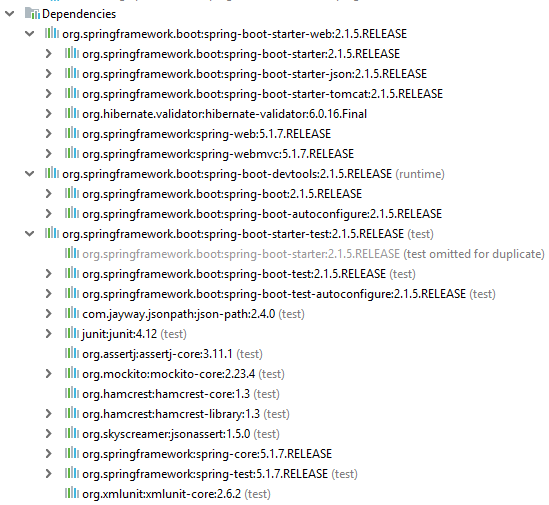 Dependencies
org.springframework.boot:spring-boot-starter-web:2.1.5.RELEASE
org.springframework.boot:spring-boot-starter:2.1.5.RELEASE
org.springframework.boot:spring-boot-starter-json:2.1.5.RELEASE
org.springframework.boot:spring-boot-starter-tomcat:2.1.5.RELEASE
org.hibernate.validator:hibernate-validator:6.0.16.Final
org.springframework:spring-web:5.1.7.RELEASE
org.springframework:spring-webmvc:5.1.7.RELEASE
org.springframework.boot:spring-boot-devtools:2.1.5.RELEASE (runtime)
org.springframework.boot:spring-boot:2.1.5.RELEASE
org.springframework.boot:spring-boot-autoconfigure:2.1.5.RELEASE
org.springframework.boot:spring-boot-starter-test:2.1.5.RELEASE (test)
org.springframework.boot:spring-boot-starter:2.1.5.RELEASE (test omitted for duplicate)
org.springframework.boot:spring-boot-test:2.1.5.RELEASE (test)
org.springframework.boot:spring-boot-test-autoconfigure:2.1.5.RELEASE (test)
com.jayway.jsonpath:json-path:2.4.0 (test)
junit:junit:4.12 (test)
org.assertj:assertj-core:3.11.1 (test)
org.mockito:mockito-core:2.23.4 (test)
org.hamcrest:hamcrest-core:1.3 (test)
org.hamcrest:hamcrest-library:1.3 (test)
org.skyscreamer:jsonassert:1.5.0 (test)
org.springframework:spring-core:5.1.7.RELEASE
org.springframework:spring-test:5.1.7.RELEASE (test)
org.xmlunit:xmlunit-core:2.6.2 (test)